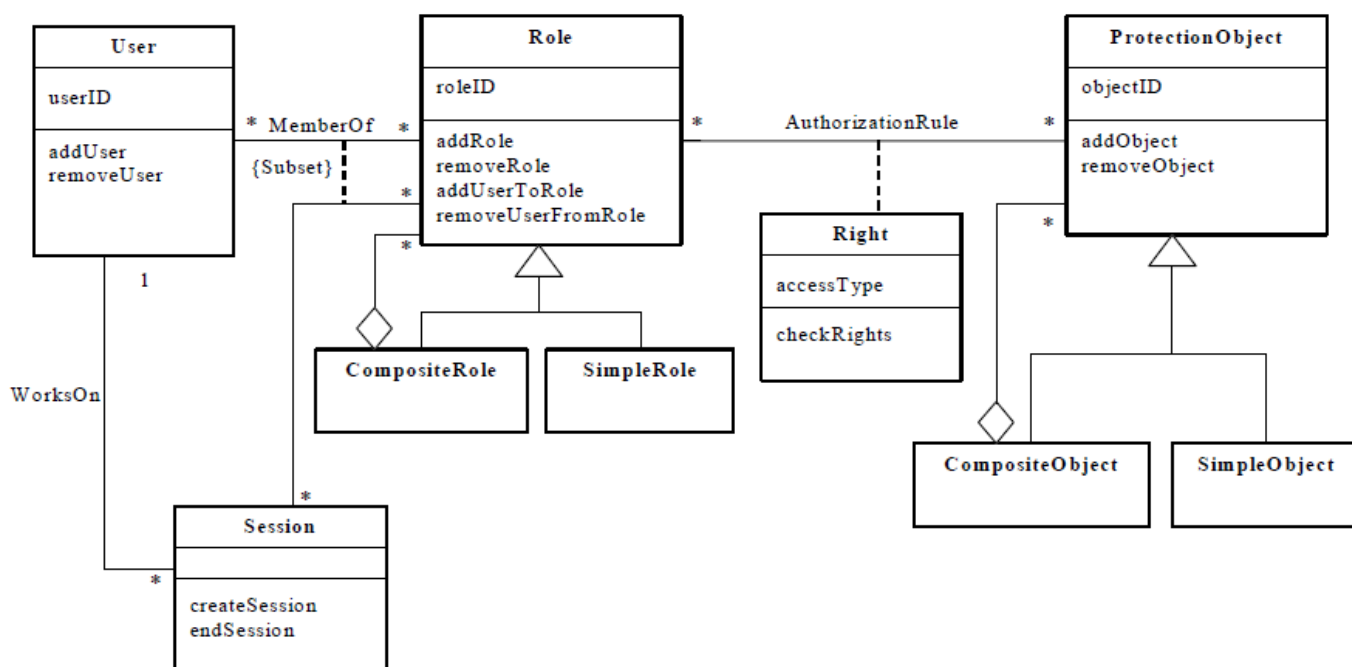 User
userID
addUser
removeUser
*
MemberOf
*
{Subset}
*
*
Role
roleID
addRole
removeRole
addUserToRole
removeUserFromRole
*
AuthorizationRule
*
*
ProtectionObject
objectID
addObject
removeObject
Right
accessType
checkRights
1
WorksOn
*
*
CompositeRole
SimpleRole
CompositeObject
SimpleObject
Session
createSession
endSession